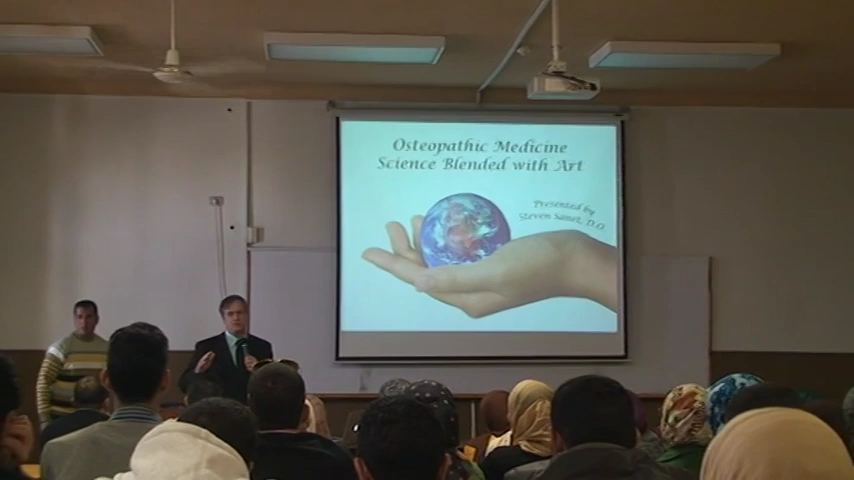 Osteopathic Medicine
Science Blended with Art
Presented by
Steven Sanet, D.O